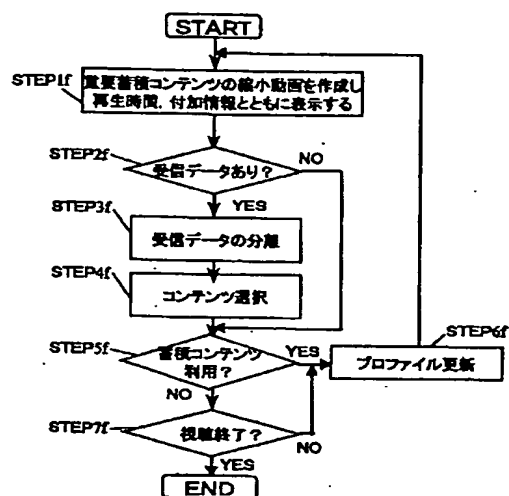 START
STEP1f
重要蓄積コンテンツの縮小動画を作成し
再生時間，付加情報とともに表示する
STEP2f
受信データあり？
NO
YES
STEP3f
受信データの分離
STEP4f
コンテンツ選択
STEP5f
蓄積コンテンツ
利用？
YES
STEP6f
プロファイル更新
NO
STEP7f
視聴終了？
NO
YES
END